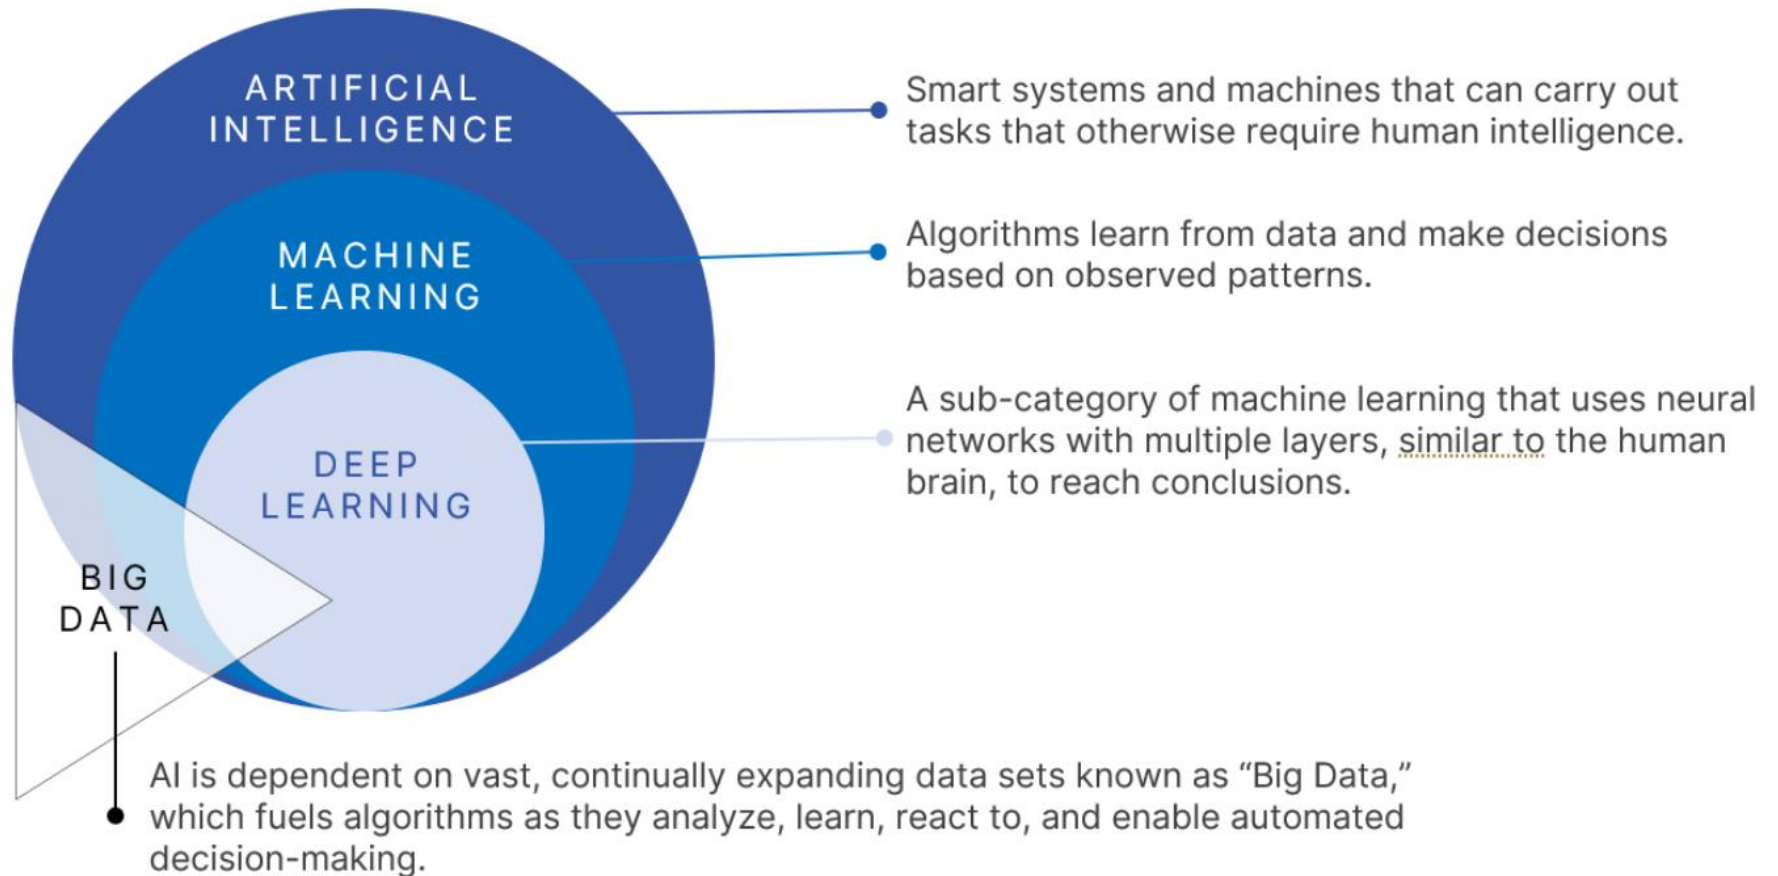 ARTIFICIAL
INTELLIGENCE
Smart systems and machines that can carry out
tasks that otherwise require human intelligence.
MACHINE
LEARNING
Algorithms learn from data and make decisions
based on observed patterns.
DEEP
LEARNING
A sub-category of machine learning that uses neural
networks with multiple layers, similar to the human
brain, to reach conclusions.
BIG
DATA
AI is dependent on vast, continually expanding data sets known as “Big Data,”
which fuels algorithms as they analyze, learn, react to, and enable automated
decision-making.